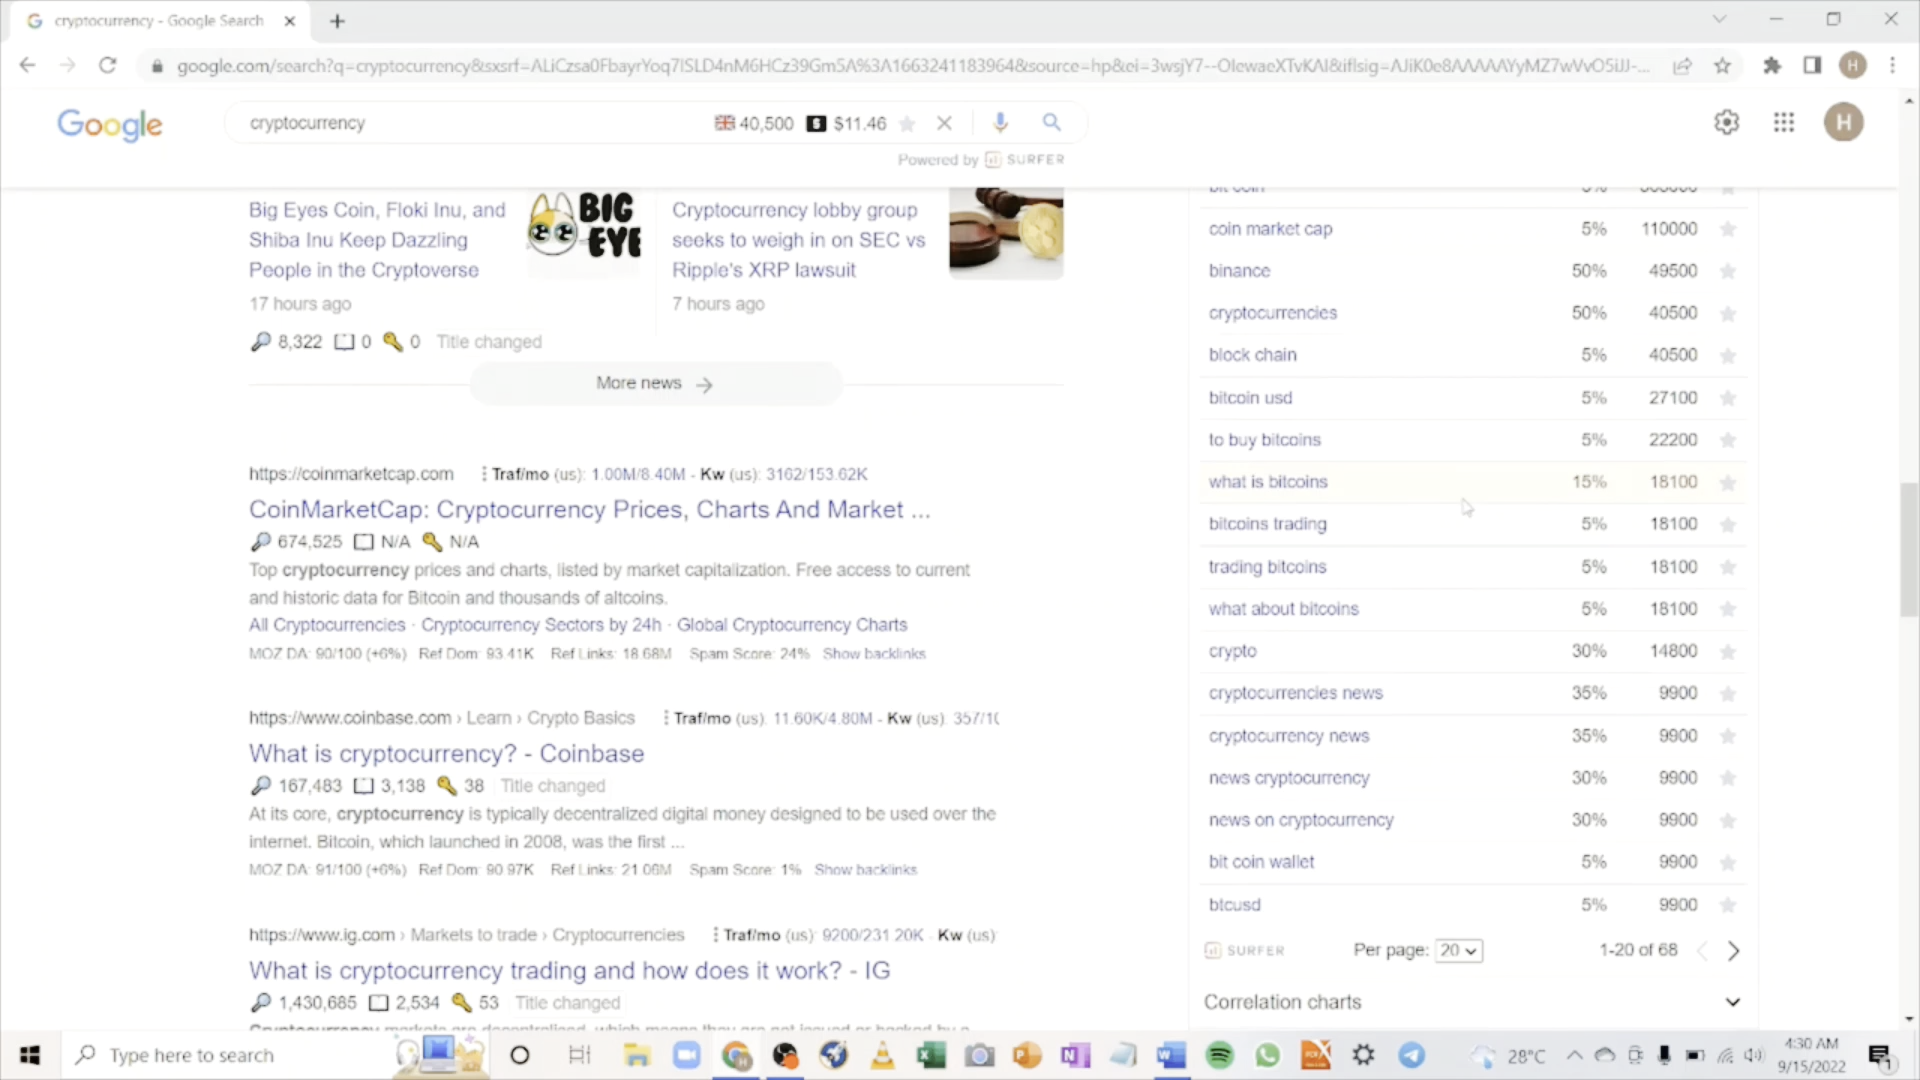 cryptocurrency - Google Search
google.com/search?q=cryptocurrency&sxsrf=
Google
cryptocurrency
40,500 $ $11.46
H
H
Powered by SURFER
Big Eyes Coin, Floki Inu, and
Shiba Inu Keep Dazzling
People in the Cryptoverse
17 hours ago
BIG
EYE
8,322 0 0 Title changed
Cryptocurrency lobby group
seeks to weigh in on SEC vs
Ripple's XRP lawsuit
7 hours ago
More news
https://coinmarketcap.com Traf/mo (us): 1.00M/8.40M - Kw (us): 3162/153.62K
CoinMarketCap: Cryptocurrency Prices, Charts And Market ...
674,525 N/A N/A
Top cryptocurrency prices and charts, listed by market capitalization. Free access to current
and historic data for Bitcoin and thousands of altcoins.
All Cryptocurrencies · Cryptocurrency Sectors by 24h · Global Cryptocurrency Charts
MOZ DA: 90/100 (+6%) Ref Dom: 93.41K Ref Links: 18.68M Spam Score: 24% Show backlinks
https://www.coinbase.com › Learn › Crypto Basics Traf/mo (us): 11.60K/4.80M - Kw (us):
What is cryptocurrency? - Coinbase
167,483 3,138 38 Title changed
At its core, cryptocurrency is typically decentralized digital money designed to be used over the
internet. Bitcoin, which launched in 2008, was the first ...
MOZ DA: 91/100 (+6%) Ref Dom: 90.97K Ref Links: 21.06M Spam Score: 1% Show backlinks
https://www.ig.com › Markets to trade › Cryptocurrencies Traf/mo (us): 9200/231.20K - Kw (us):
What is cryptocurrency trading and how does it work? - IG
1,430,685 2,534 53 Title changed
coin market cap 5% 110000
binance 50% 49500
cryptocurrencies 50% 40500
block chain 5% 40500
bitcoin usd 5% 27100
to buy bitcoins 5% 22200
what is bitcoins 15% 18100
bitcoins trading 5% 18100
trading bitcoins 5% 18100
what about bitcoins 5% 18100
crypto 30% 14800
cryptocurrencies news 35% 9900
cryptocurrency news 35% 9900
news cryptocurrency 30% 9900
news on cryptocurrency 30% 9900
bit coin wallet 5% 9900
btcusd 5% 9900
SURFER Per page: 20 1-20 of 68
Correlation charts
Type here to search
28°C
4:30 AM
9/15/2022
1